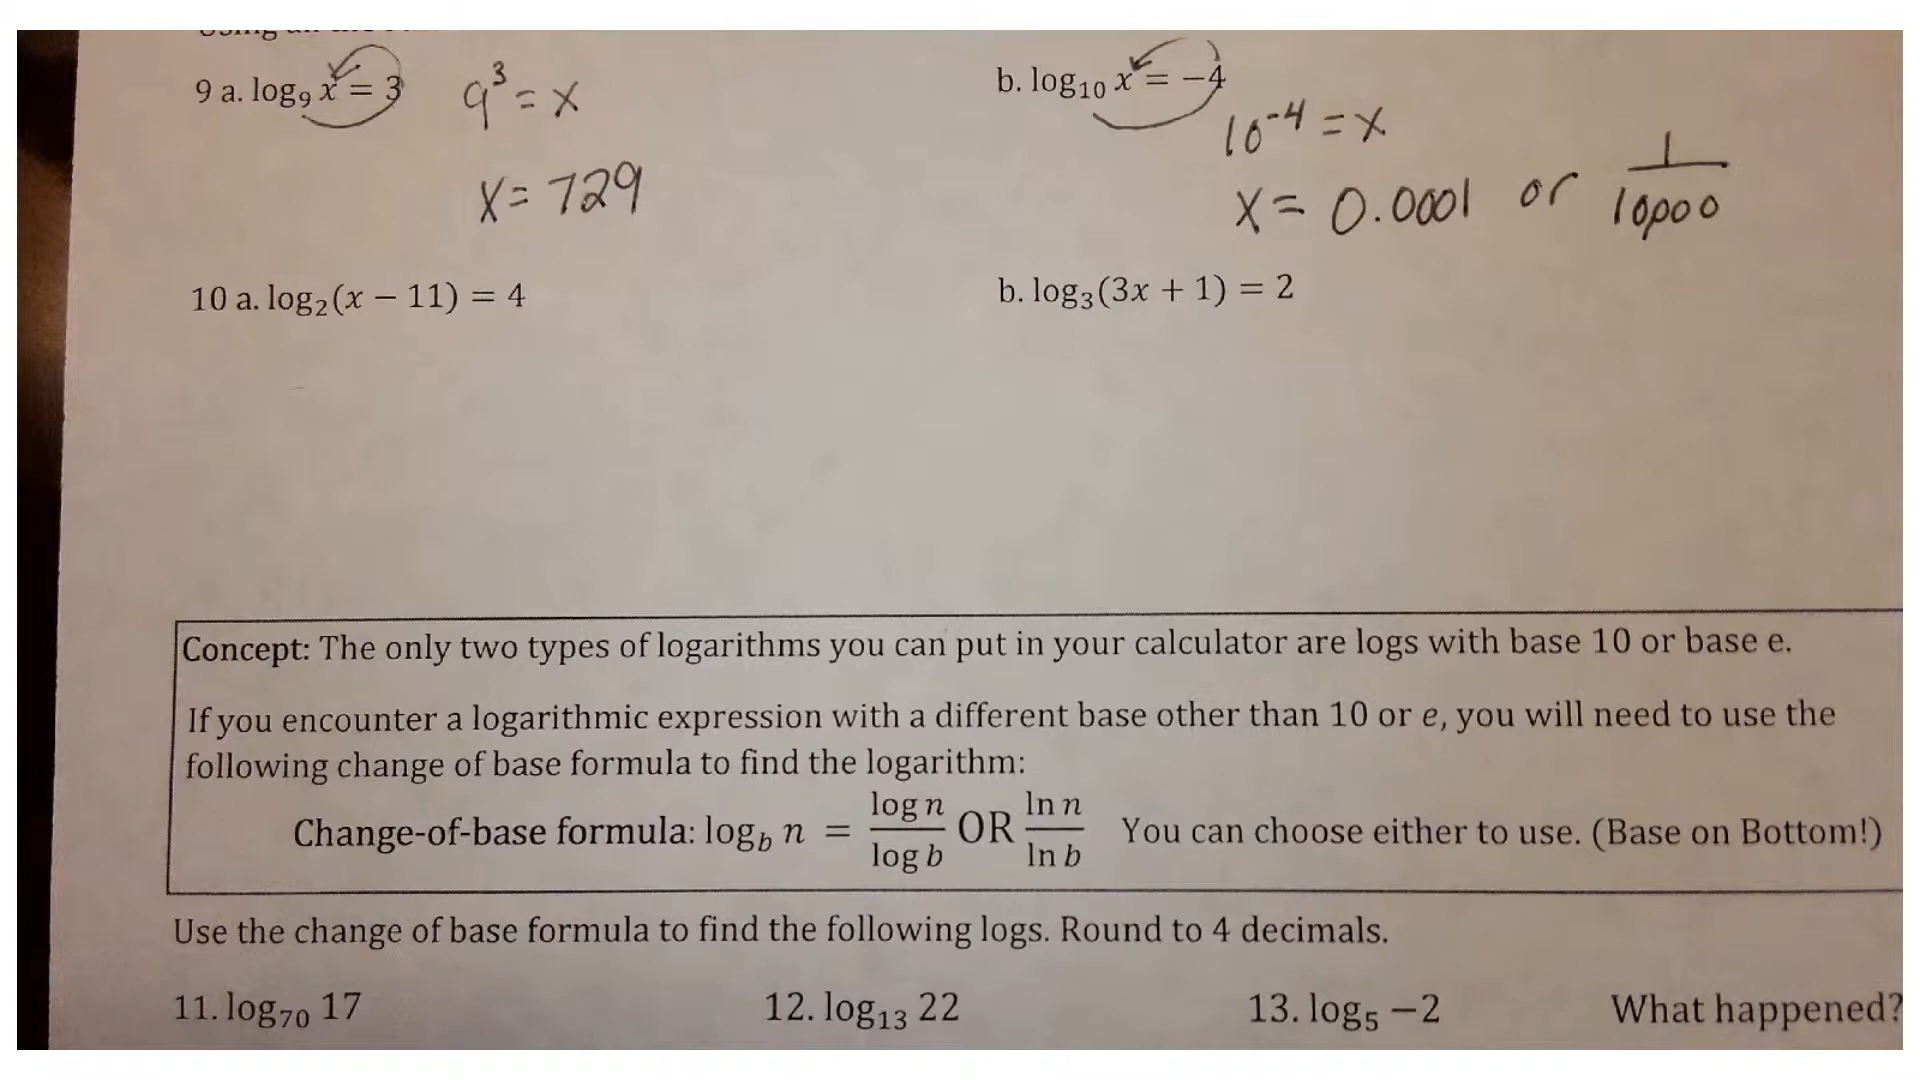 9 a. log₉ x = 3 9³ = x
x = 729
b. log₁₀ x = −4
10⁻⁴ = x
x = 0.0001 or 1/10,000
10 a. log₂(x − 11) = 4
b. log₃(3x + 1) = 2
Concept: The only two types of logarithms you can put in your calculator are logs with base 10 or base e.
If you encounter a logarithmic expression with a different base other than 10 or e, you will need to use the
following change of base formula to find the logarithm:
Change-of-base formula: log_b n = log n / log b OR ln n / ln b You can choose either to use. (Base on Bottom!)
Use the change of base formula to find the following logs. Round to 4 decimals.
11. log₇₀ 17
12. log₁₃ 22
13. log₅ −2
What happened?